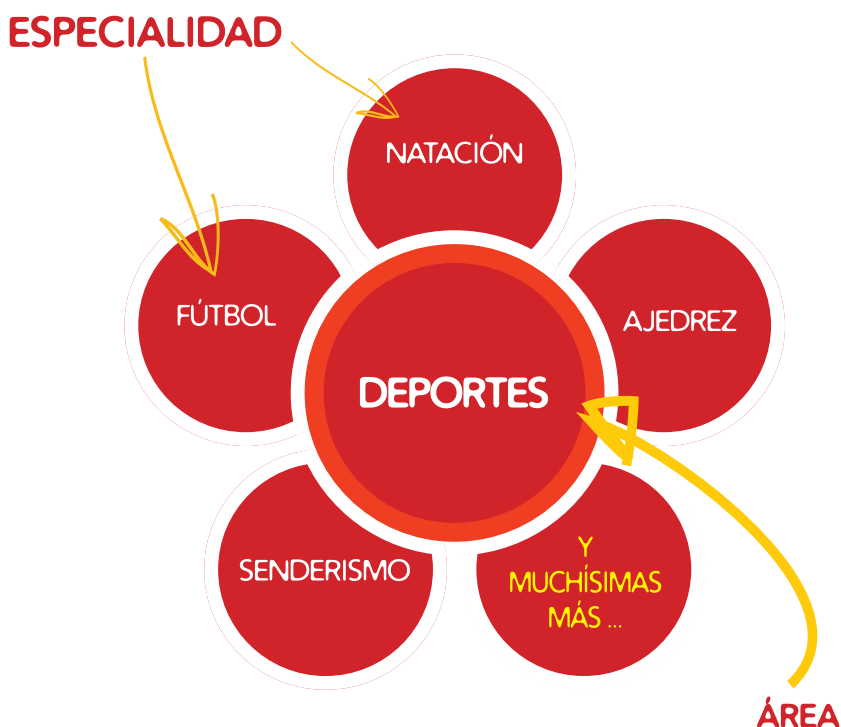 ESPECIALIDAD
NATACIÓN
FÚTBOL
AJEDREZ
DEPORTES
SENDERISMO
Y
MUCHÍSIMAS
MÁS ...
ÁREA